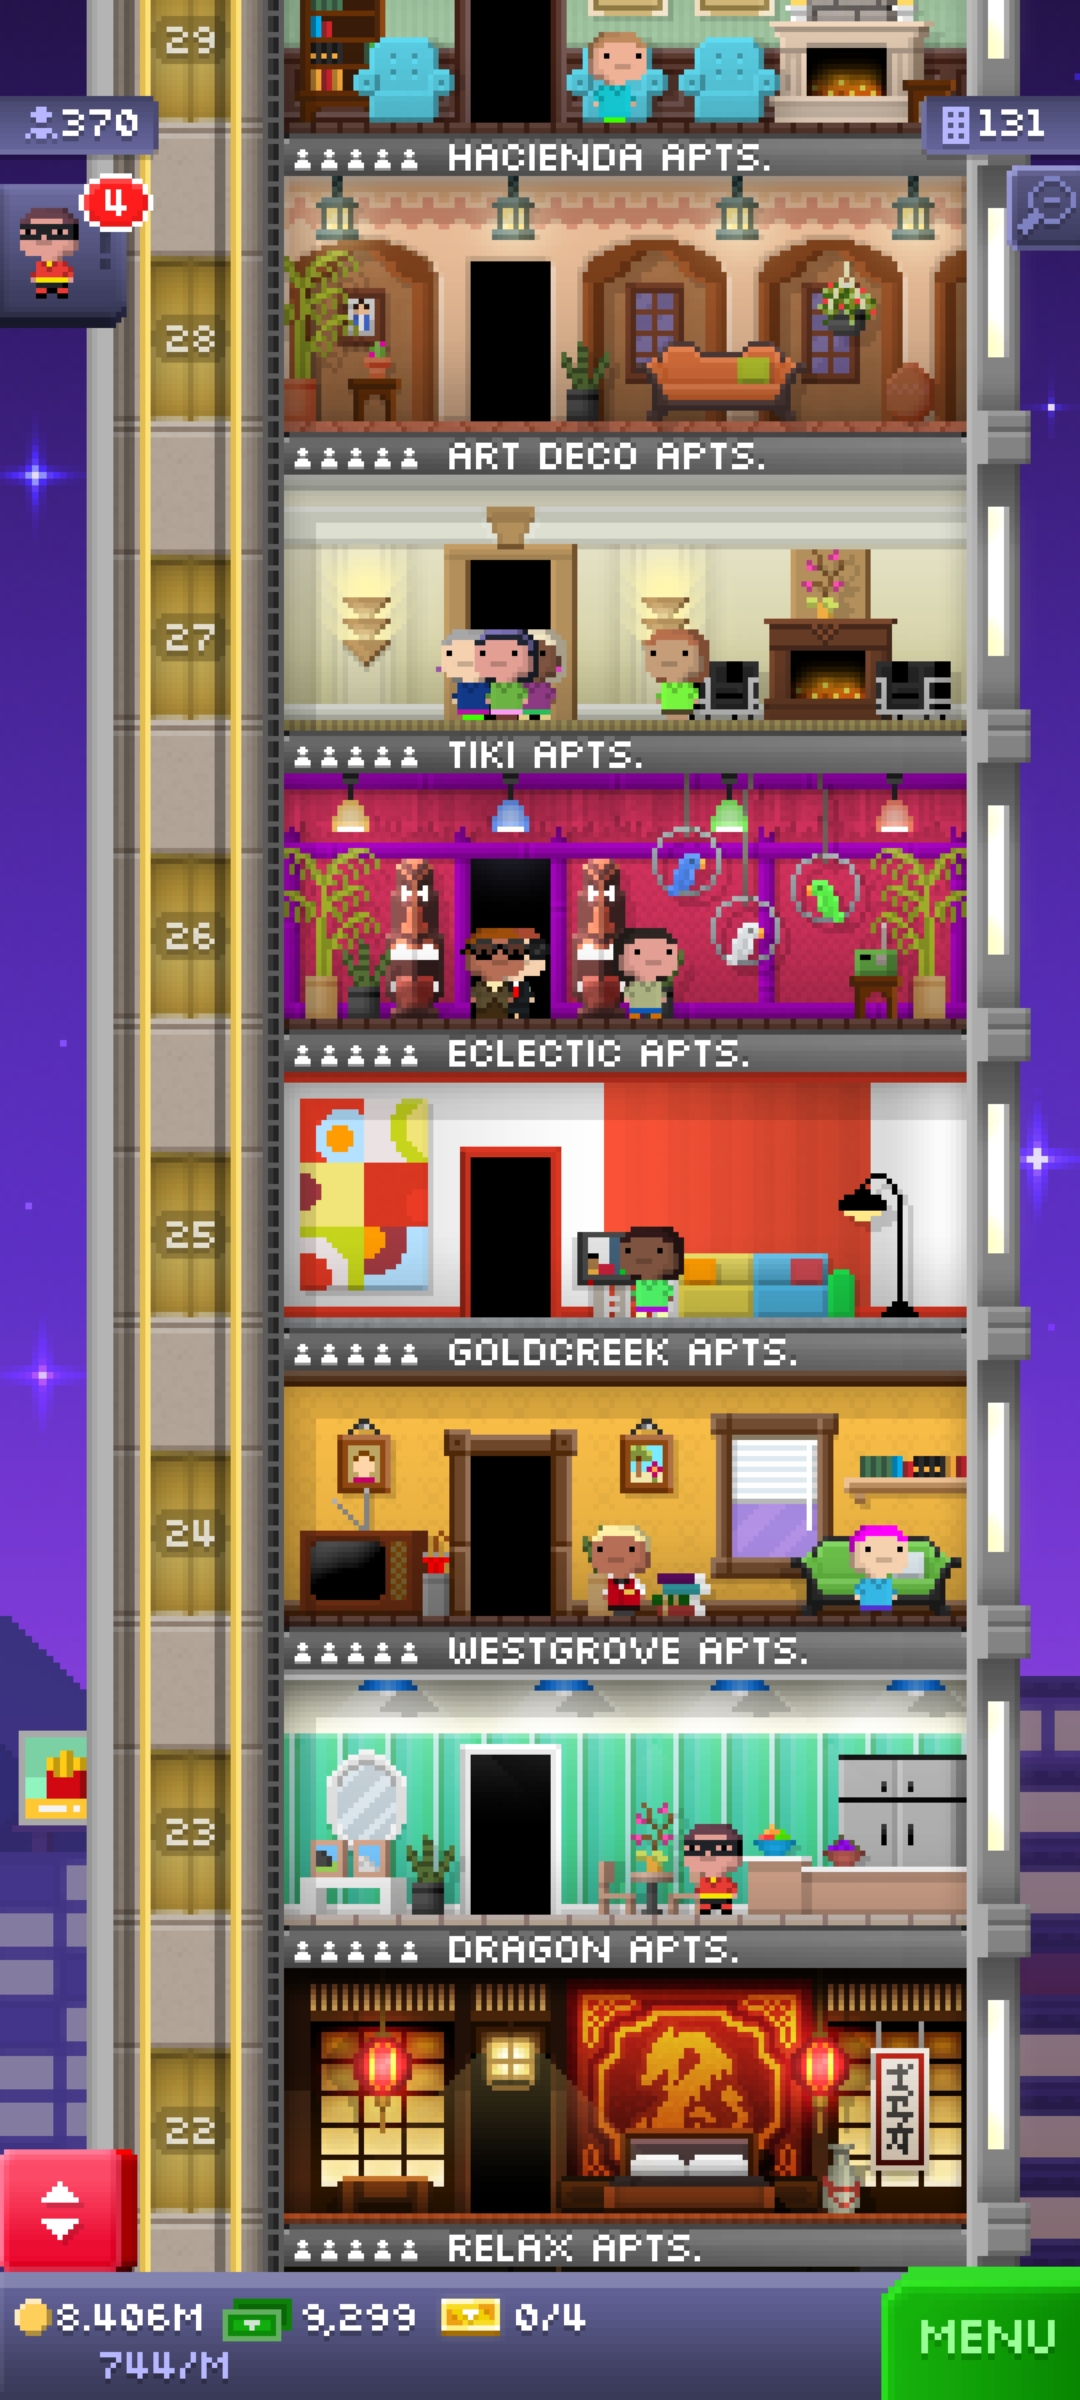 29
370
131
HACIENDA APTS.
4
28
ART DECO APTS.
27
TIKI APTS.
26
ECLECTIC APTS.
25
GOLDCREEK APTS.
24
WESTGROVE APTS.
23
DRAGON APTS.
22
RELAX APTS.
8.406M 9,299 0/4
744/M
MENU